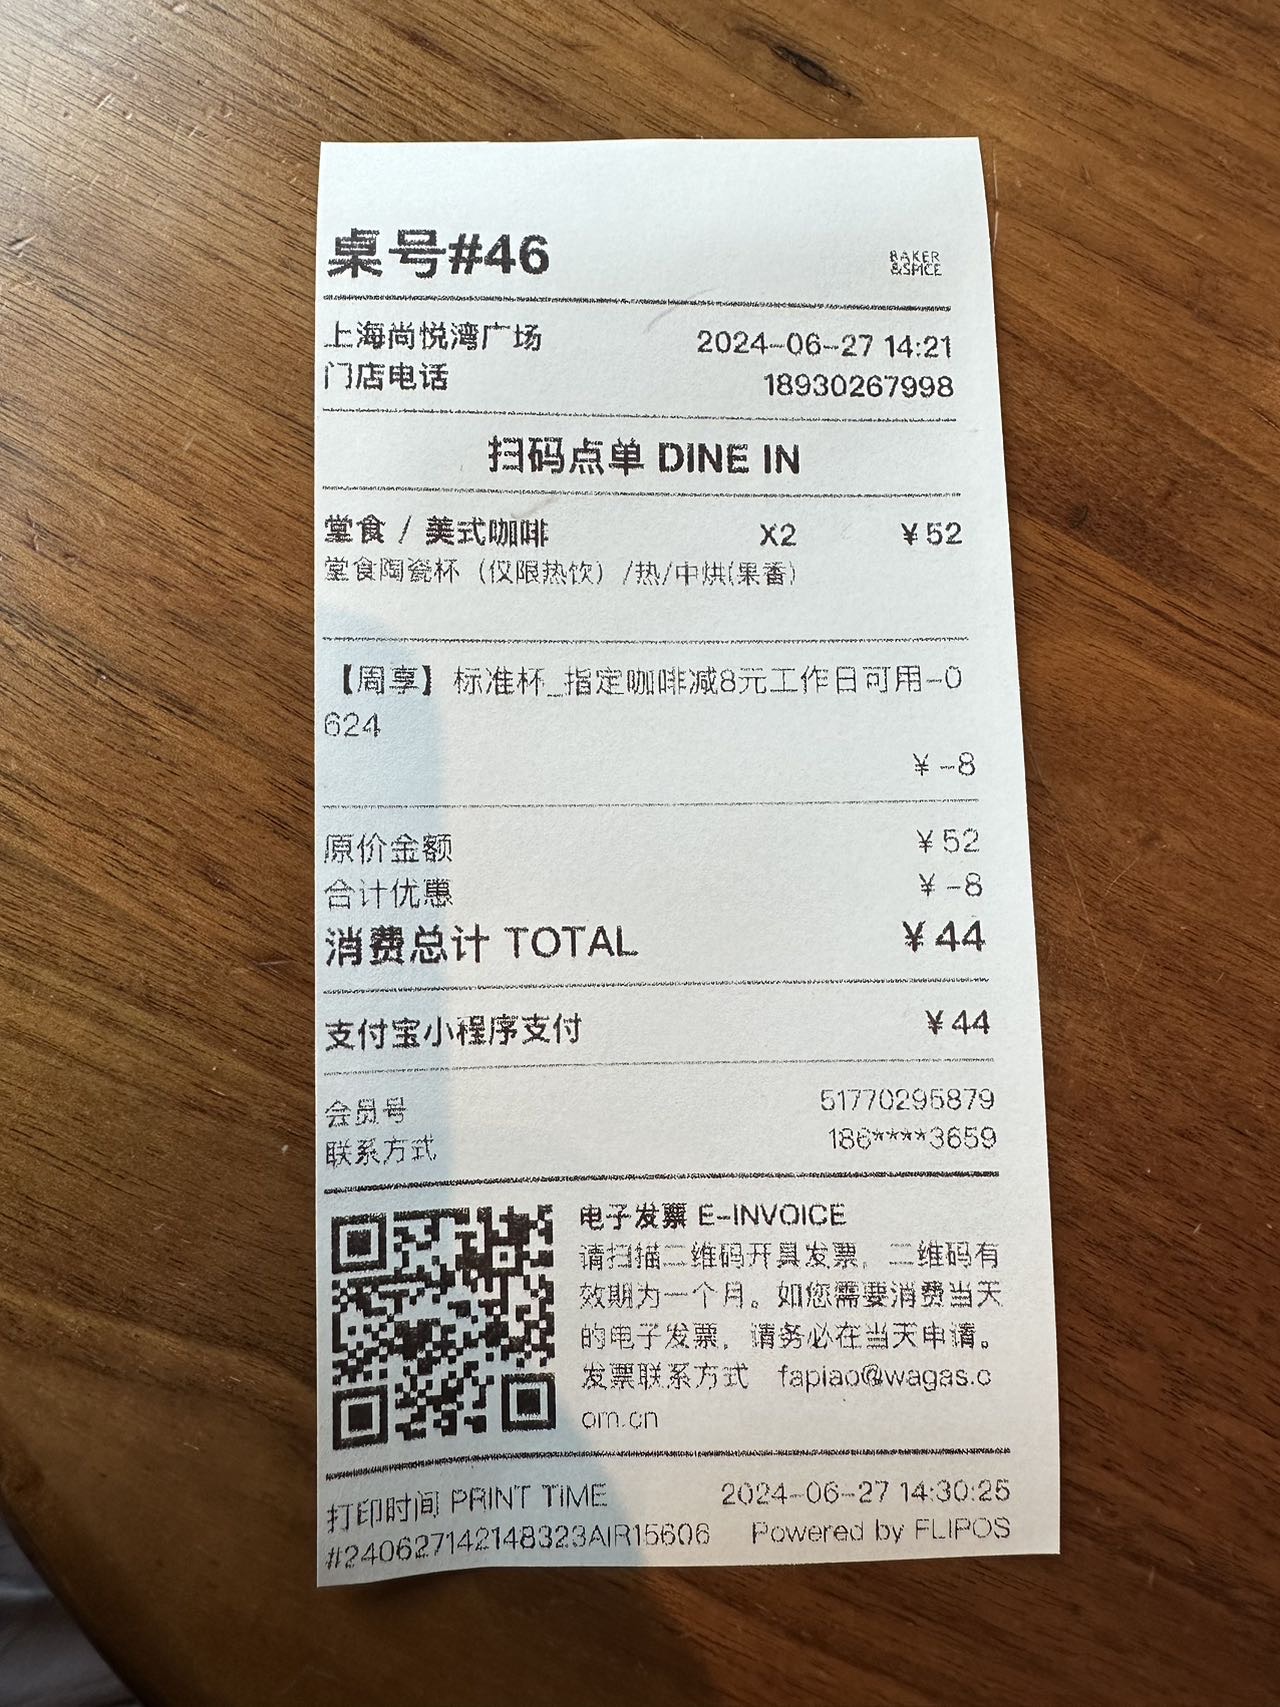 桌号#46
BAKER
&SPICE
上海尚悦湾广场 2024-06-27 14:21
门店电话 18930267998
扫码点单 DINE IN
堂食 / 美式咖啡 X2 ¥52
堂食陶瓷杯（仅限热饮）/热/中烘(果香)
【周享】标准杯_指定咖啡减8元工作日可用-0
624
¥ -8
原价金额 ¥52
合计优惠 ¥ -8
消费总计 TOTAL ¥44
支付宝小程序支付 ¥44
会员号 51770295879
联系方式 186****3659
电子发票 E-INVOICE
请扫描二维码开具发票，二维码有
效期为一个月。如您需要消费当天
的电子发票，请务必在当天申请。
发票联系方式 fapiao@wagas.c
om.cn
打印时间 PRINT TIME 2024-06-27 14:30:25
#240627142148323AIR15606 Powered by FLIPOS